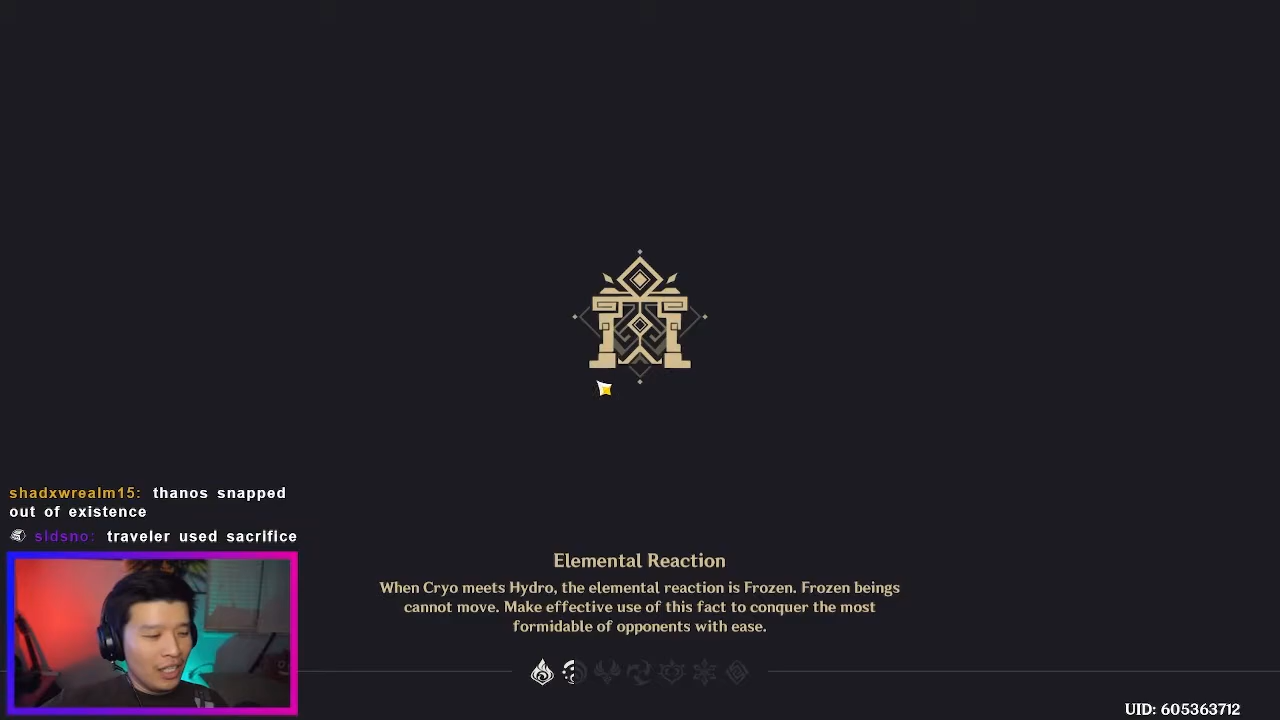 shadxwrealm15: thanos snapped
out of existence
sldsno: traveler used sacrifice
Elemental Reaction
When Cryo meets Hydro, the elemental reaction is Frozen. Frozen beings
cannot move. Make effective use of this fact to conquer the most
formidable of opponents with ease.
UID: 605363712